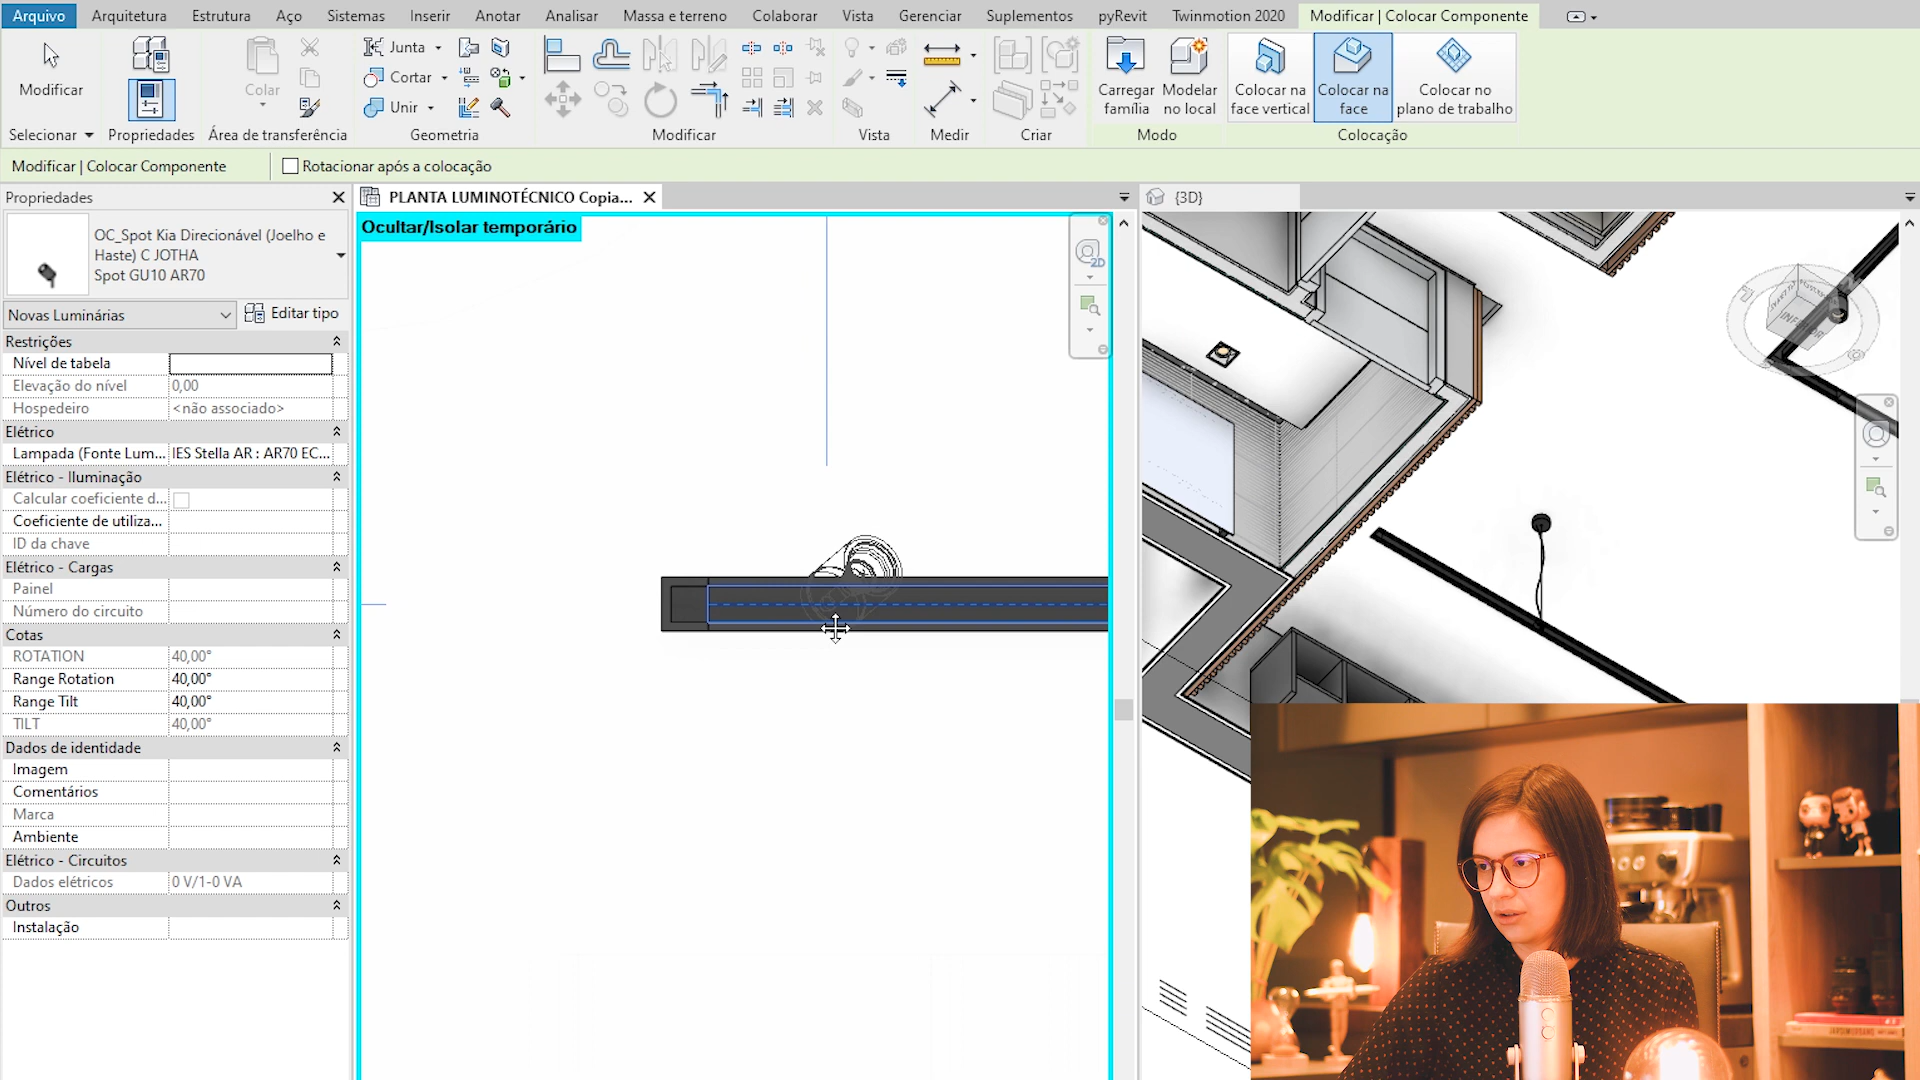 Arquivo Arquitetura Estrutura Aço Sistemas Inserir Anotar Analisar Massa e terreno Colaborar Vista Gerenciar Suplementos pyRevit Twinmotion 2020 Modificar | Colocar Componente
Modificar
Colar
Junta
Cortar
Unir
Carregar família
Modelar no local
Colocar na face vertical
Colocar na face
Colocar no plano de trabalho
Selecionar Propriedades Área de transferência Geometria Modificar Vista Medir Criar Modo Colocação
Modificar | Colocar Componente Rotacionar após a colocação
Propriedades
OC_Spot Kia Direcionável (Joelho e
Haste) C JOTHA
Spot GU10 AR70
Novas Luminárias Editar tipo
Restrições
Nível de tabela
Elevação do nível 0,00
Hospedeiro <não associado>
Elétrico
Lampada (Fonte Lum... IES Stella AR : AR70 EC...
Elétrico - Iluminação
Calcular coeficiente d...
Coeficiente de utiliza...
ID da chave
Elétrico - Cargas
Painel
Número do circuito
Cotas
ROTATION 40,00°
Range Rotation 40,00°
Range Tilt 40,00°
TILT 40,00°
Dados de identidade
Imagem
Comentários
Marca
Ambiente
Elétrico - Circuitos
Dados elétricos 0 V/1-0 VA
Outros
Instalação
PLANTA LUMINOTÉCNICO Copia...
Ocultar/Isolar temporário
2D
{3D}